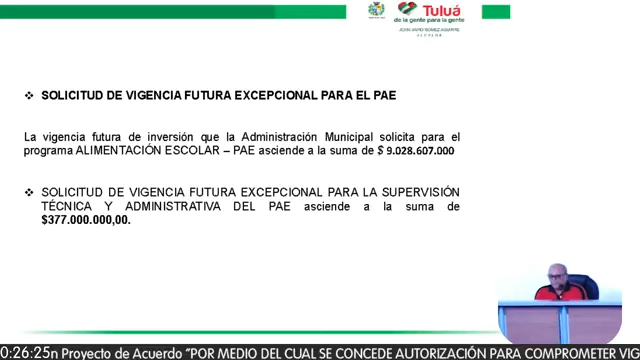 Tuluá
de la gente para la gente
ALCALDE
❖ SOLICITUD DE VIGENCIA FUTURA EXCEPCIONAL PARA EL PAE
La vigencia futura de inversión que la Administración Municipal solicita para el
programa ALIMENTACIÓN ESCOLAR – PAE asciende a la suma de $ 9.028.607.000
❖ SOLICITUD DE VIGENCIA FUTURA EXCEPCIONAL PARA LA SUPERVISIÓN
TÉCNICA Y ADMINISTRATIVA DEL PAE asciende a la suma de
$377.000.000,00.
0:26:25n Proyecto de Acuerdo "POR MEDIO DEL CUAL SE CONCEDE AUTORIZACIÓN PARA COMPROMETER VIG